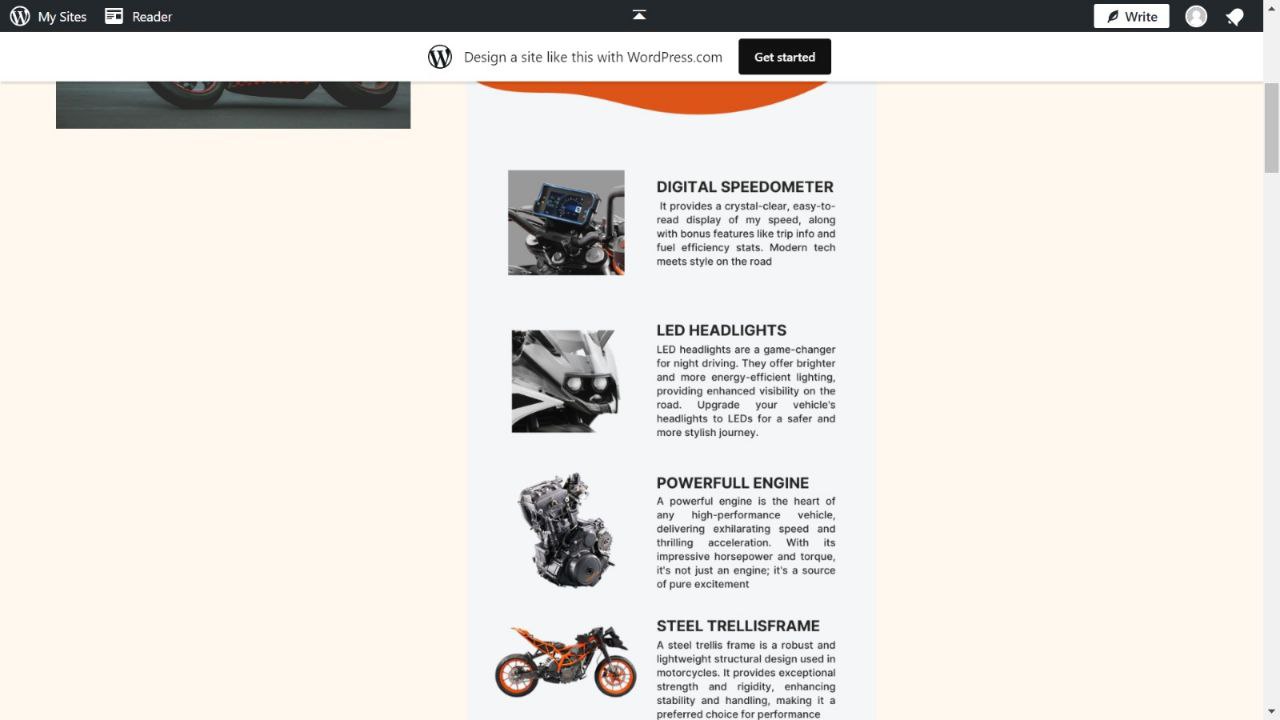 My Sites
Reader
Write
Design a site like this with WordPress.com
Get started
DIGITAL SPEEDOMETER
It provides a crystal-clear, easy-to-
read display of my speed, along
with bonus features like trip info and
fuel efficiency stats. Modern tech
meets style on the road
LED HEADLIGHTS
LED headlights are a game-changer
for night driving. They offer brighter
and more energy-efficient lighting,
providing enhanced visibility on the
road. Upgrade your vehicle's
headlights to LEDs for a safer and
more stylish journey.
POWERFULL ENGINE
A powerful engine is the heart of
any high-performance vehicle,
delivering exhilarating speed and
thrilling acceleration. With its
impressive horsepower and torque,
it's not just an engine; it's a source
of pure excitement
STEEL TRELLISFRAME
A steel trellis frame is a robust and
lightweight structural design used in
motorcycles. It provides exceptional
strength and rigidity, enhancing
stability and handling, making it a
preferred choice for performance